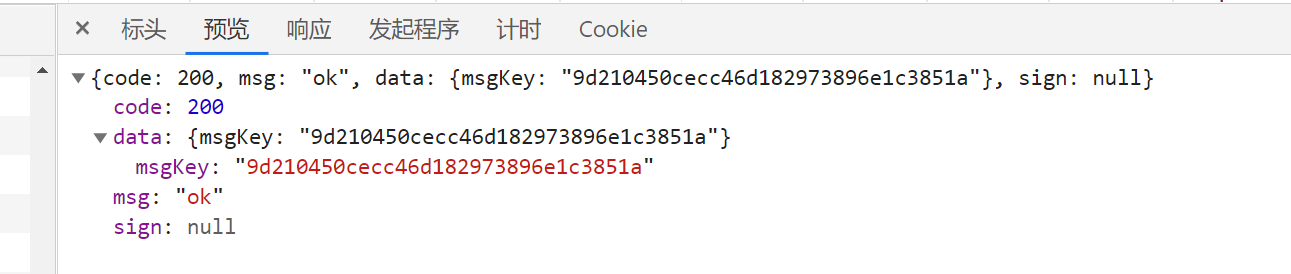 × 标头 预览 响应 发起程序 计时 Cookie
▼{code: 200, msg: "ok", data: {msgKey: "9d210450cecc46d182973896e1c3851a"}, sign: null}
code: 200
▼data: {msgKey: "9d210450cecc46d182973896e1c3851a"}
msgKey: "9d210450cecc46d182973896e1c3851a"
msg: "ok"
sign: null